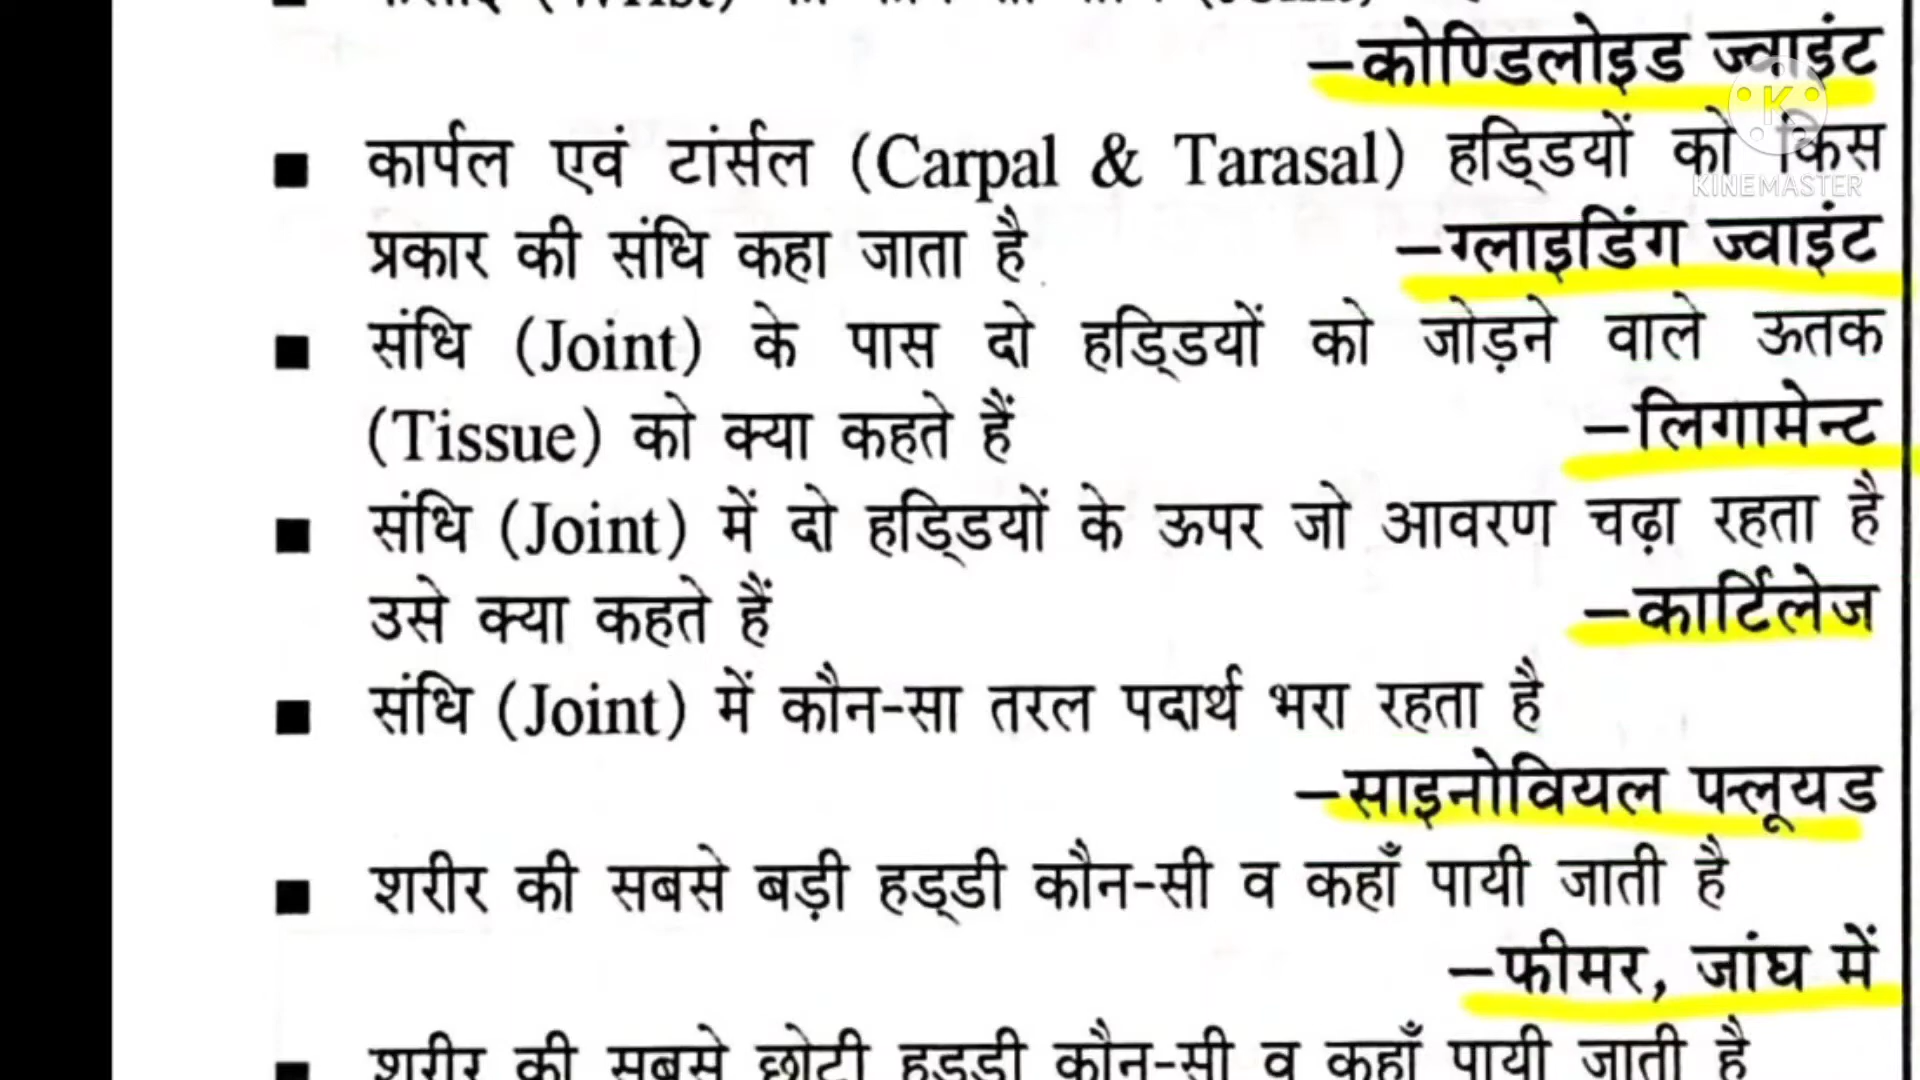 (Wrist)
–कोण्डिलोइड ज्वाइंट
■ कार्पल एवं टांर्सल (Carpal & Tarasal) हड्डियों को किस
प्रकार की संधि कहा जाता है –ग्लाइडिंग ज्वाइंट
■ संधि (Joint) के पास दो हड्डियों को जोड़ने वाले ऊतक
(Tissue) को क्या कहते हैं –लिगामेन्ट
■ संधि (Joint) में दो हड्डियों के ऊपर जो आवरण चढ़ा रहता है
उसे क्या कहते हैं –कार्टिलेज
■ संधि (Joint) में कौन-सा तरल पदार्थ भरा रहता है
–साइनोवियल फ्लूयड
■ शरीर की सबसे बड़ी हड्डी कौन-सी व कहाँ पायी जाती है
–फीमर, जांघ में
■ शरीर की सबसे छोटी हड्डी कौन-सी व कहाँ पायी जाती है
K
KINEMASTER